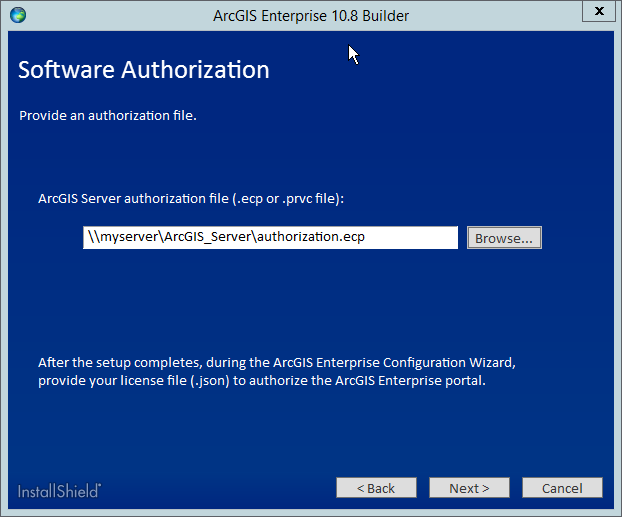 ArcGIS Enterprise 10.8 Builder
x
Software Authorization
Provide an authorization file.
ArcGIS Server authorization file (.ecp or .prvc file):
\\myserver\ArcGIS_Server\authorization.ecp
Browse...
After the setup completes, during the ArcGIS Enterprise Configuration Wizard,
provide your license file (.json) to authorize the ArcGIS Enterprise portal.
InstallShield
< Back
Next >
Cancel